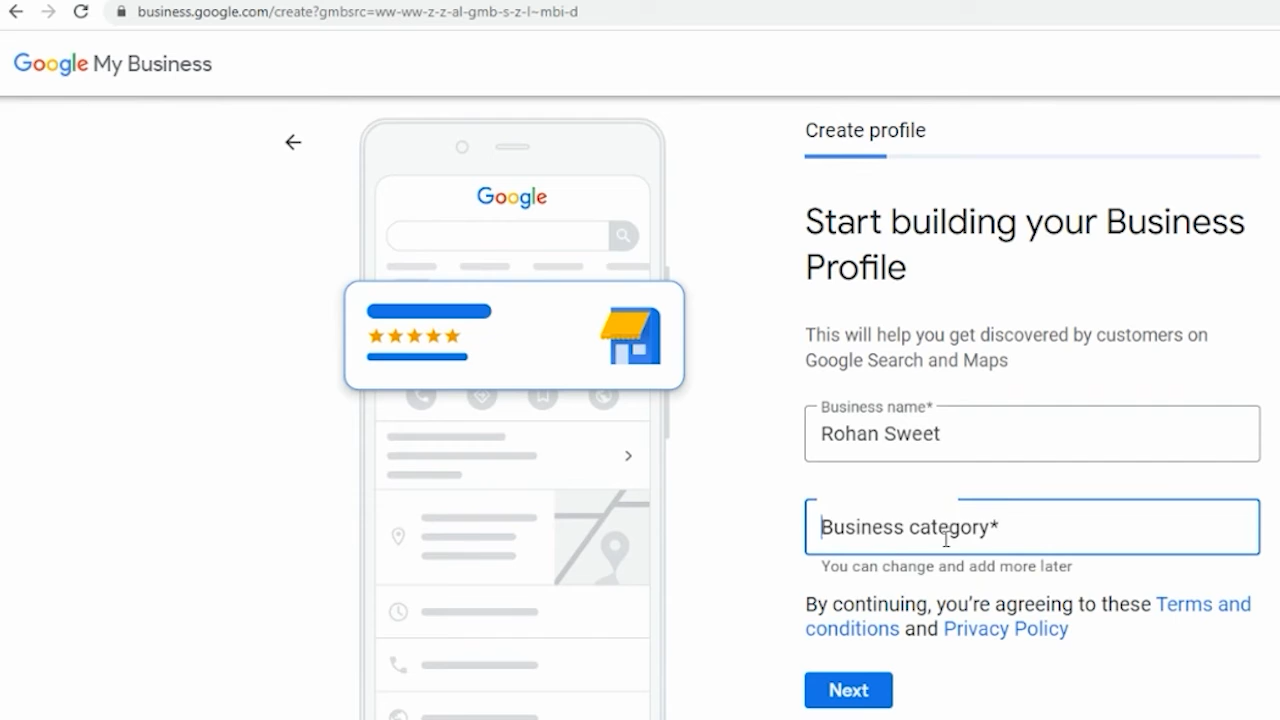 business.google.com/create?gmbsrc=ww-ww-z-z-al-gmb-s-z-l~mbi-d
Google My Business
Google
Create profile
Start building your Business
Profile
This will help you get discovered by customers on
Google Search and Maps
Business name*
Rohan Sweet
Business category*
You can change and add more later
By continuing, you're agreeing to these Terms and
conditions and Privacy Policy
Next